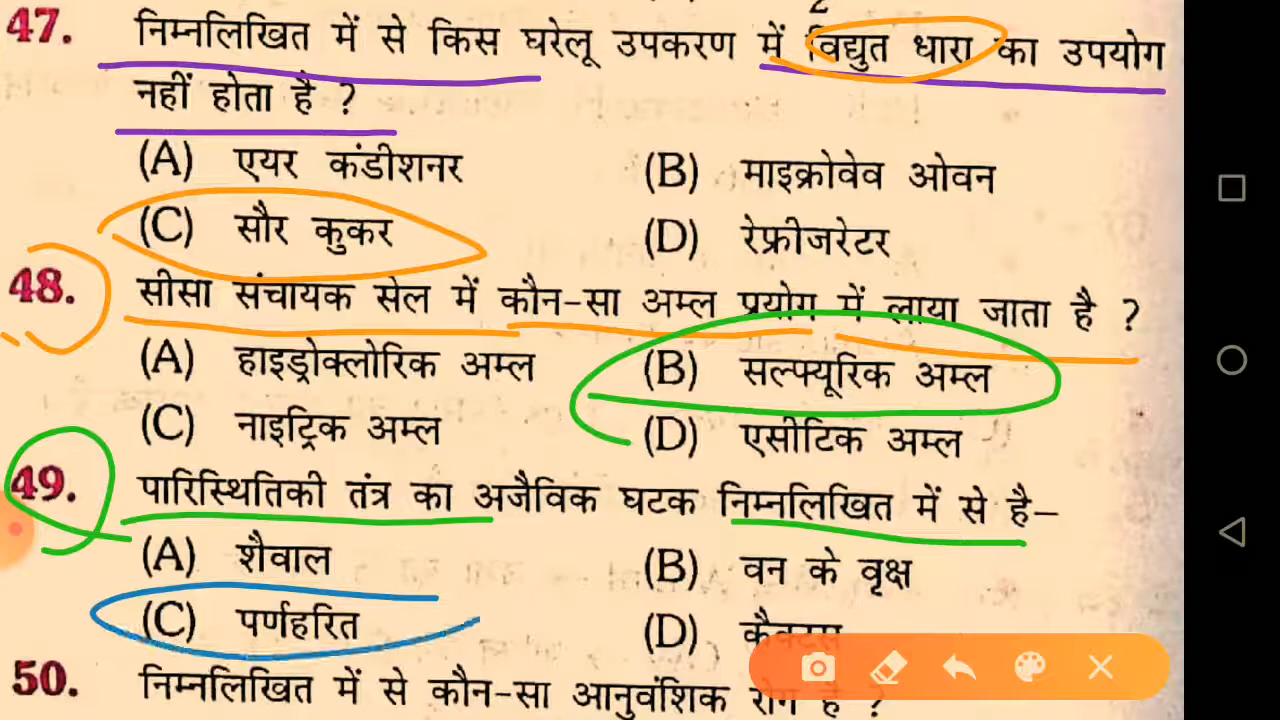 47. निम्नलिखित में से किस घरेलू उपकरण में विद्युत धारा का उपयोग
नहीं होता है ?
(A) एयर कंडीशनर (B) माइक्रोवेव ओवन
(C) सौर कुकर (D) रेफ्रीजरेटर
48. सीसा संचायक सेल में कौन-सा अम्ल प्रयोग में लाया जाता है ?
(A) हाइड्रोक्लोरिक अम्ल (B) सल्फ्यूरिक अम्ल
(C) नाइट्रिक अम्ल (D) एसीटिक अम्ल
49. पारिस्थितिकी तंत्र का अजैविक घटक निम्नलिखित में से है–
(A) शैवाल (B) वन के वृक्ष
(C) पर्णहरित (D) कैक्टस
50. निम्नलिखित में से कौन-सा आनुवंशिक रोग है ?